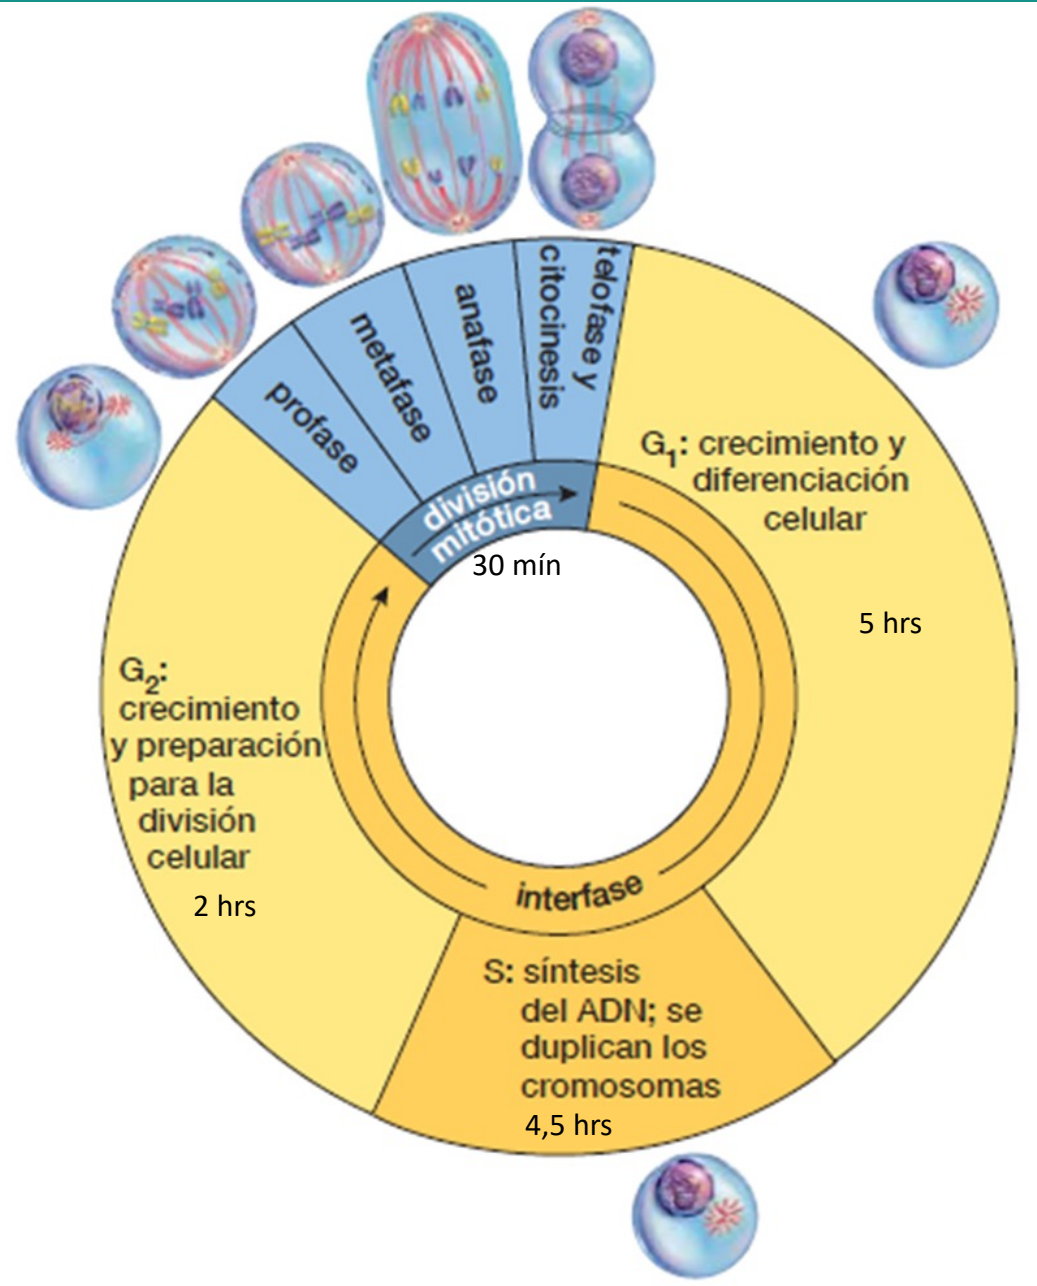 profase
metafase
anafase
telofase y
citocinesis
división
mitótica
30 mín
G₁: crecimiento y
diferenciación
celular
5 hrs
G₂:
crecimiento
y preparación
para la
división
celular
2 hrs
interfase
S: síntesis
del ADN; se
duplican los
cromosomas
4,5 hrs